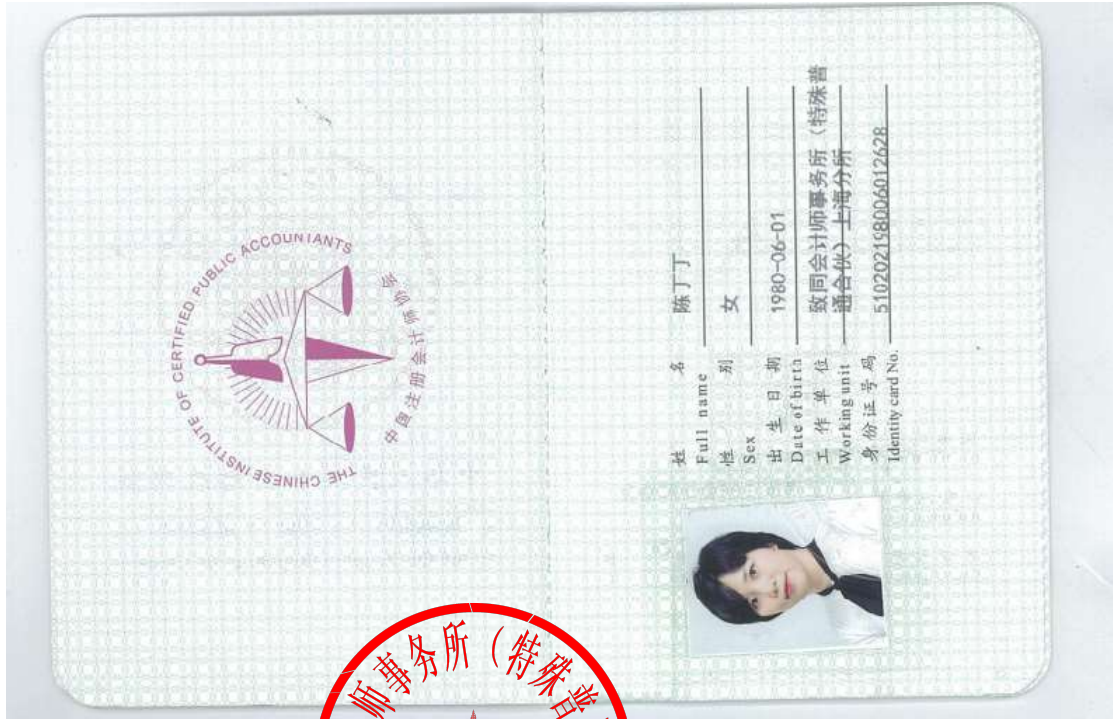 THE CHINESE INSTITUTE OF CERTIFIED PUBLIC ACCOUNTANTS
中国注册会计师协会
姓 名 陈丁丁
Full name
性 别 女
Sex
出 生 日 期 1980-06-01
Date of birth
工 作 单 位 致同会计师事务所（特殊普
Working unit 通合伙）上海分所
身 份 证 号 码 510202198006012628
Identity card No.
师事务所（特殊普